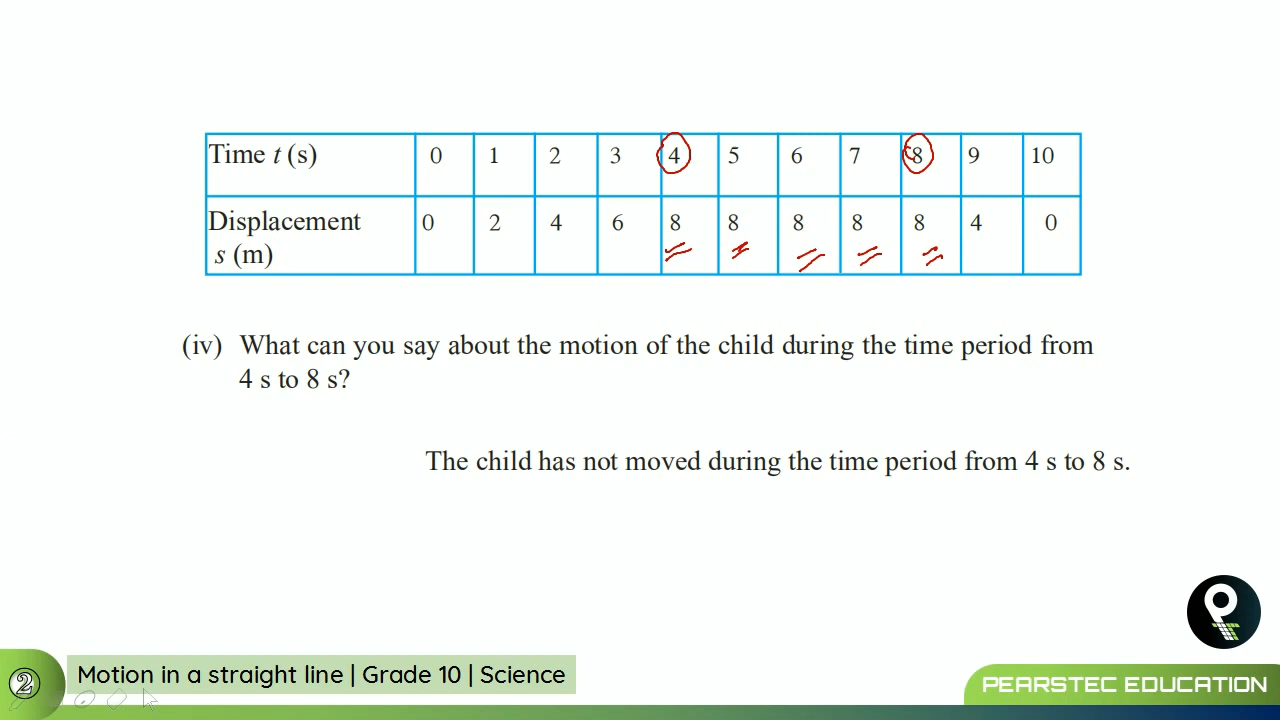 Time t (s) 0 1 2 3 4 5 6 7 8 9 10
Displacement
s (m) 0 2 4 6 8 8 8 8 8 4 0
(iv) What can you say about the motion of the child during the time period from
4 s to 8 s?
The child has not moved during the time period from 4 s to 8 s.
2 Motion in a straight line | Grade 10 | Science
PEARSTEC EDUCATION